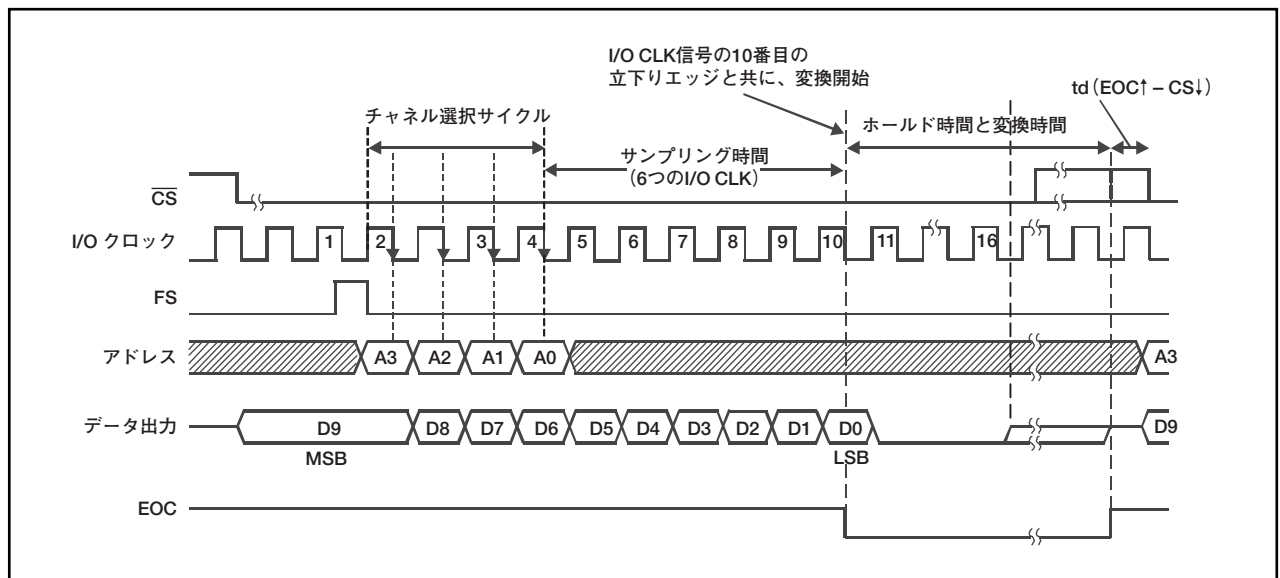 I/O CLK信号の10番目の
立下りエッジと共に、変換開始
td（EOC↑ – CS↓）
チャネル選択サイクル
ホールド時間と変換時間
サンプリング時間
（6つのI/O CLK）
CS
I/O クロック
1 2 3 4 5 6 7 8 9 10 11 16
FS
アドレス
A3 A2 A1 A0 A3
データ出力
D9 D8 D7 D6 D5 D4 D3 D2 D1 D0 D9
MSB LSB
EOC